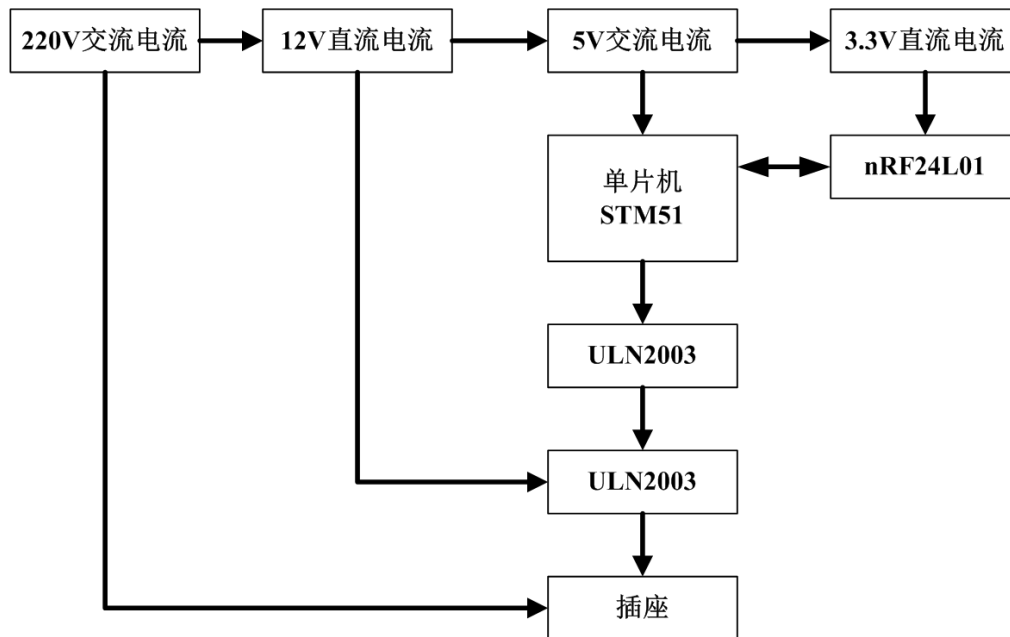 220V交流电流
12V直流电流
5V交流电流
3.3V直流电流
单片机
STM51
nRF24L01
ULN2003
ULN2003
插座